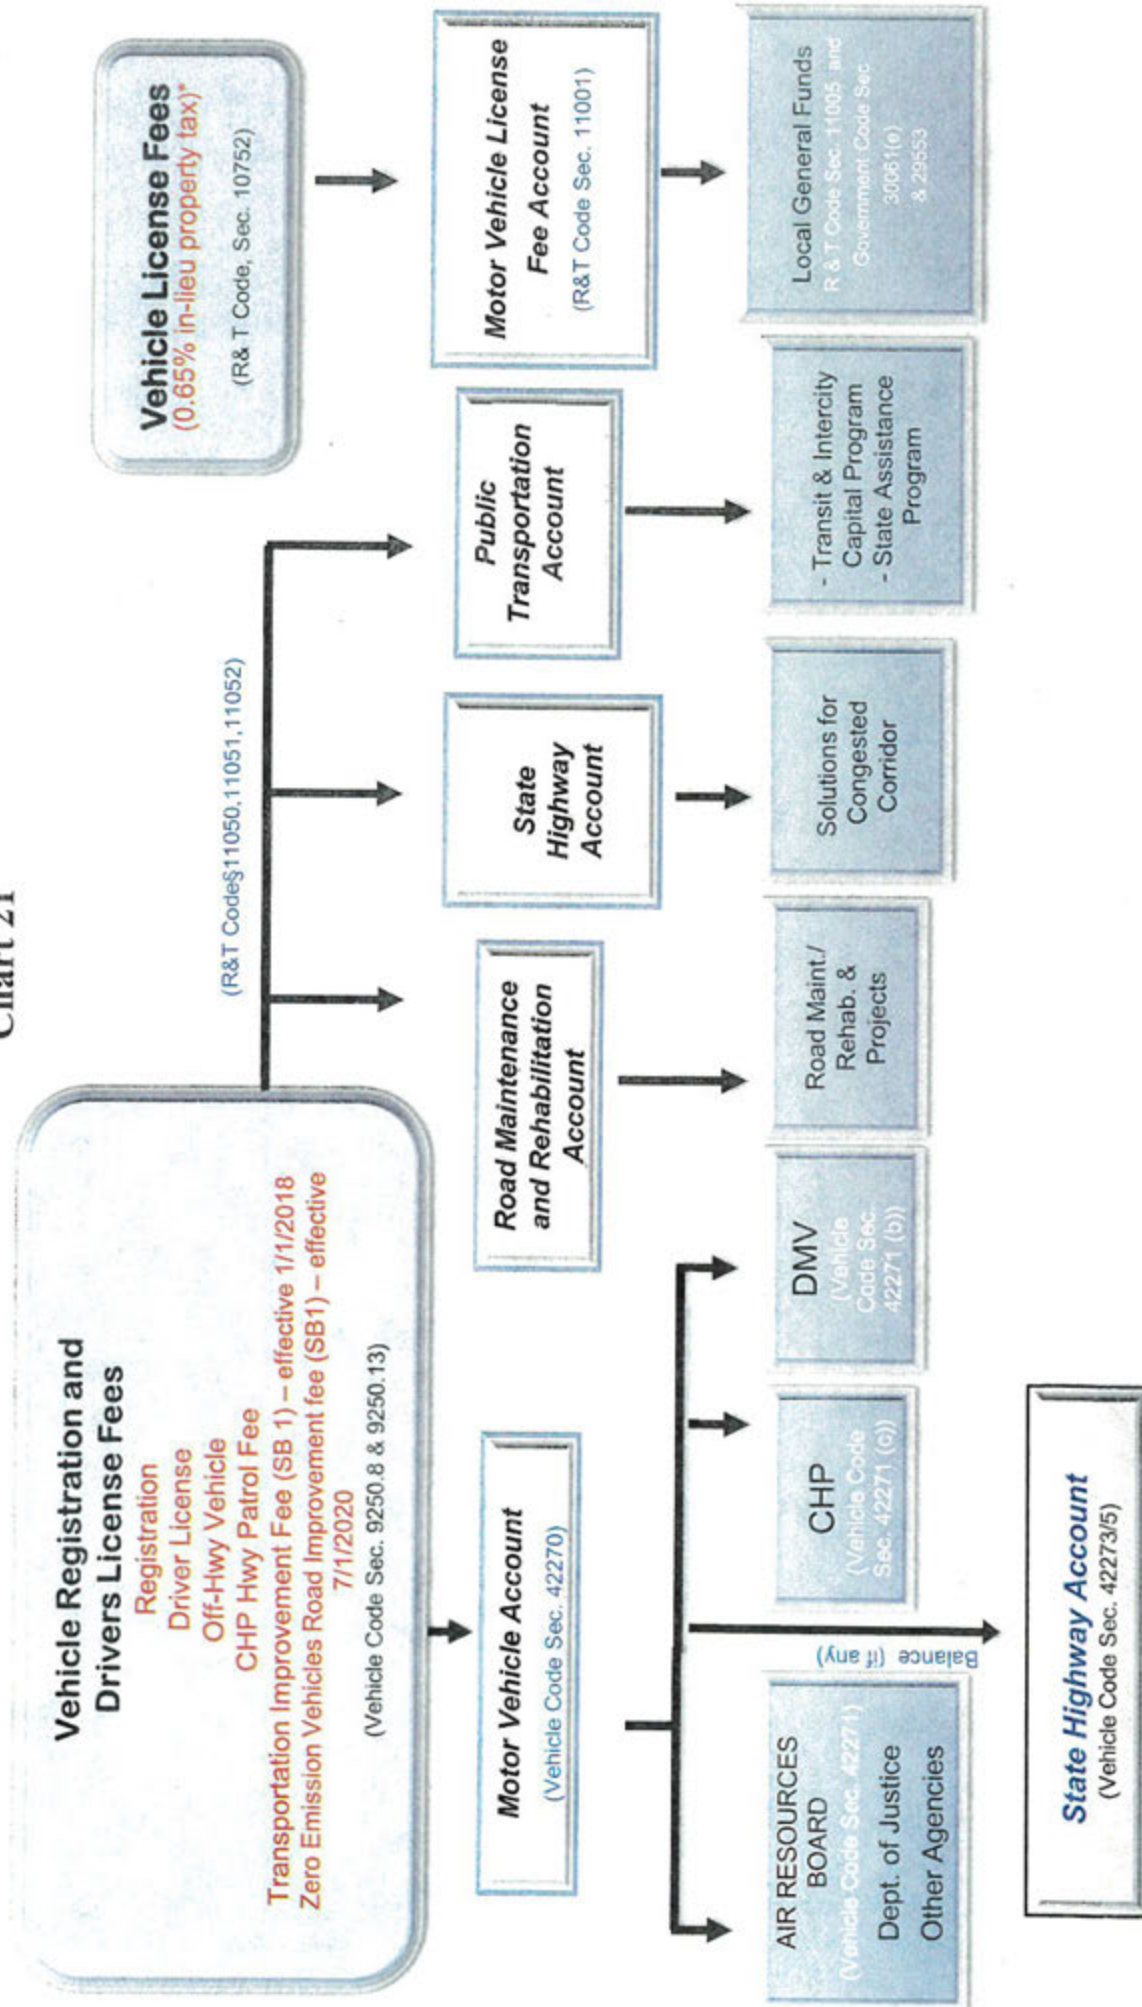 Chart 21
Vehicle Registration and
Drivers License Fees
Registration
Driver License
Off-Hwy Vehicle
CHP Hwy Patrol Fee
Transportation Improvement Fee (SB 1) – effective 1/1/2018
Zero Emission Vehicles Road Improvement fee (SB1) – effective
7/1/2020
(Vehicle Code Sec. 9250.8 & 9250.13)
Vehicle License Fees
(0.65% in-lieu property tax)*
(R& T Code, Sec. 10752)
(R&T Code§11050,11051,11052)
Motor Vehicle Account
(Vehicle Code Sec. 42270)
Road Maintenance
and Rehabilitation
Account
State
Highway
Account
Public
Transportation
Account
Motor Vehicle License
Fee Account
(R&T Code Sec. 11001)
AIR RESOURCES
BOARD
(Vehicle Code Sec. 42271)
Dept. of Justice
Other Agencies
Balance (if any)
CHP
(Vehicle Code
Sec. 42271 (c))
DMV
(Vehicle
Code Sec.
42271 (b))
Road Maint./
Rehab. &
Projects
Solutions for
Congested
Corridor
- Transit & Intercity
Capital Program
- State Assistance
Program
Local General Funds
R & T Code Sec. 11005 and
Government Code Sec
30061(e)
& 29553
State Highway Account
(Vehicle Code Sec. 42273/5)